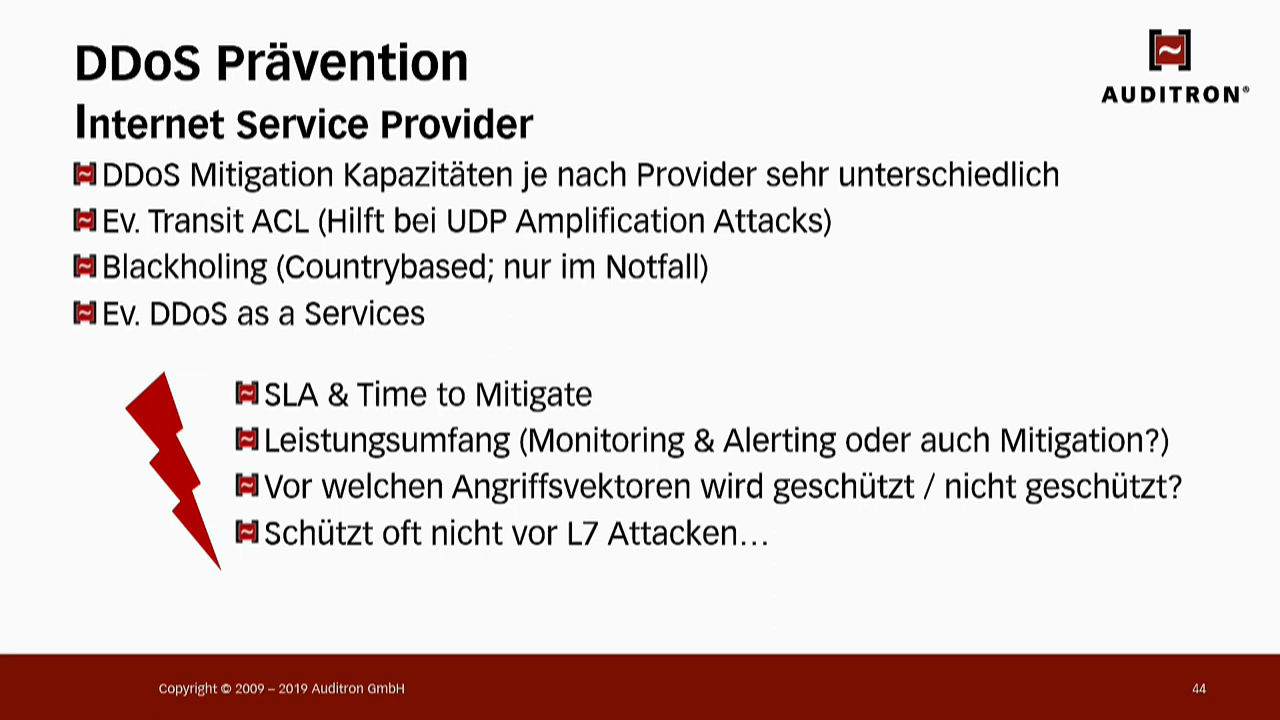 DDoS Prävention
AUDITRON®
Internet Service Provider
DDoS Mitigation Kapazitäten je nach Provider sehr unterschiedlich
Ev. Transit ACL (Hilft bei UDP Amplification Attacks)
Blackholing (Countrybased; nur im Notfall)
Ev. DDoS as a Services
SLA & Time to Mitigate
Leistungsumfang (Monitoring & Alerting oder auch Mitigation?)
Vor welchen Angriffsvektoren wird geschützt / nicht geschützt?
Schützt oft nicht vor L7 Attacken…
Copyright © 2009 – 2019 Auditron GmbH
44